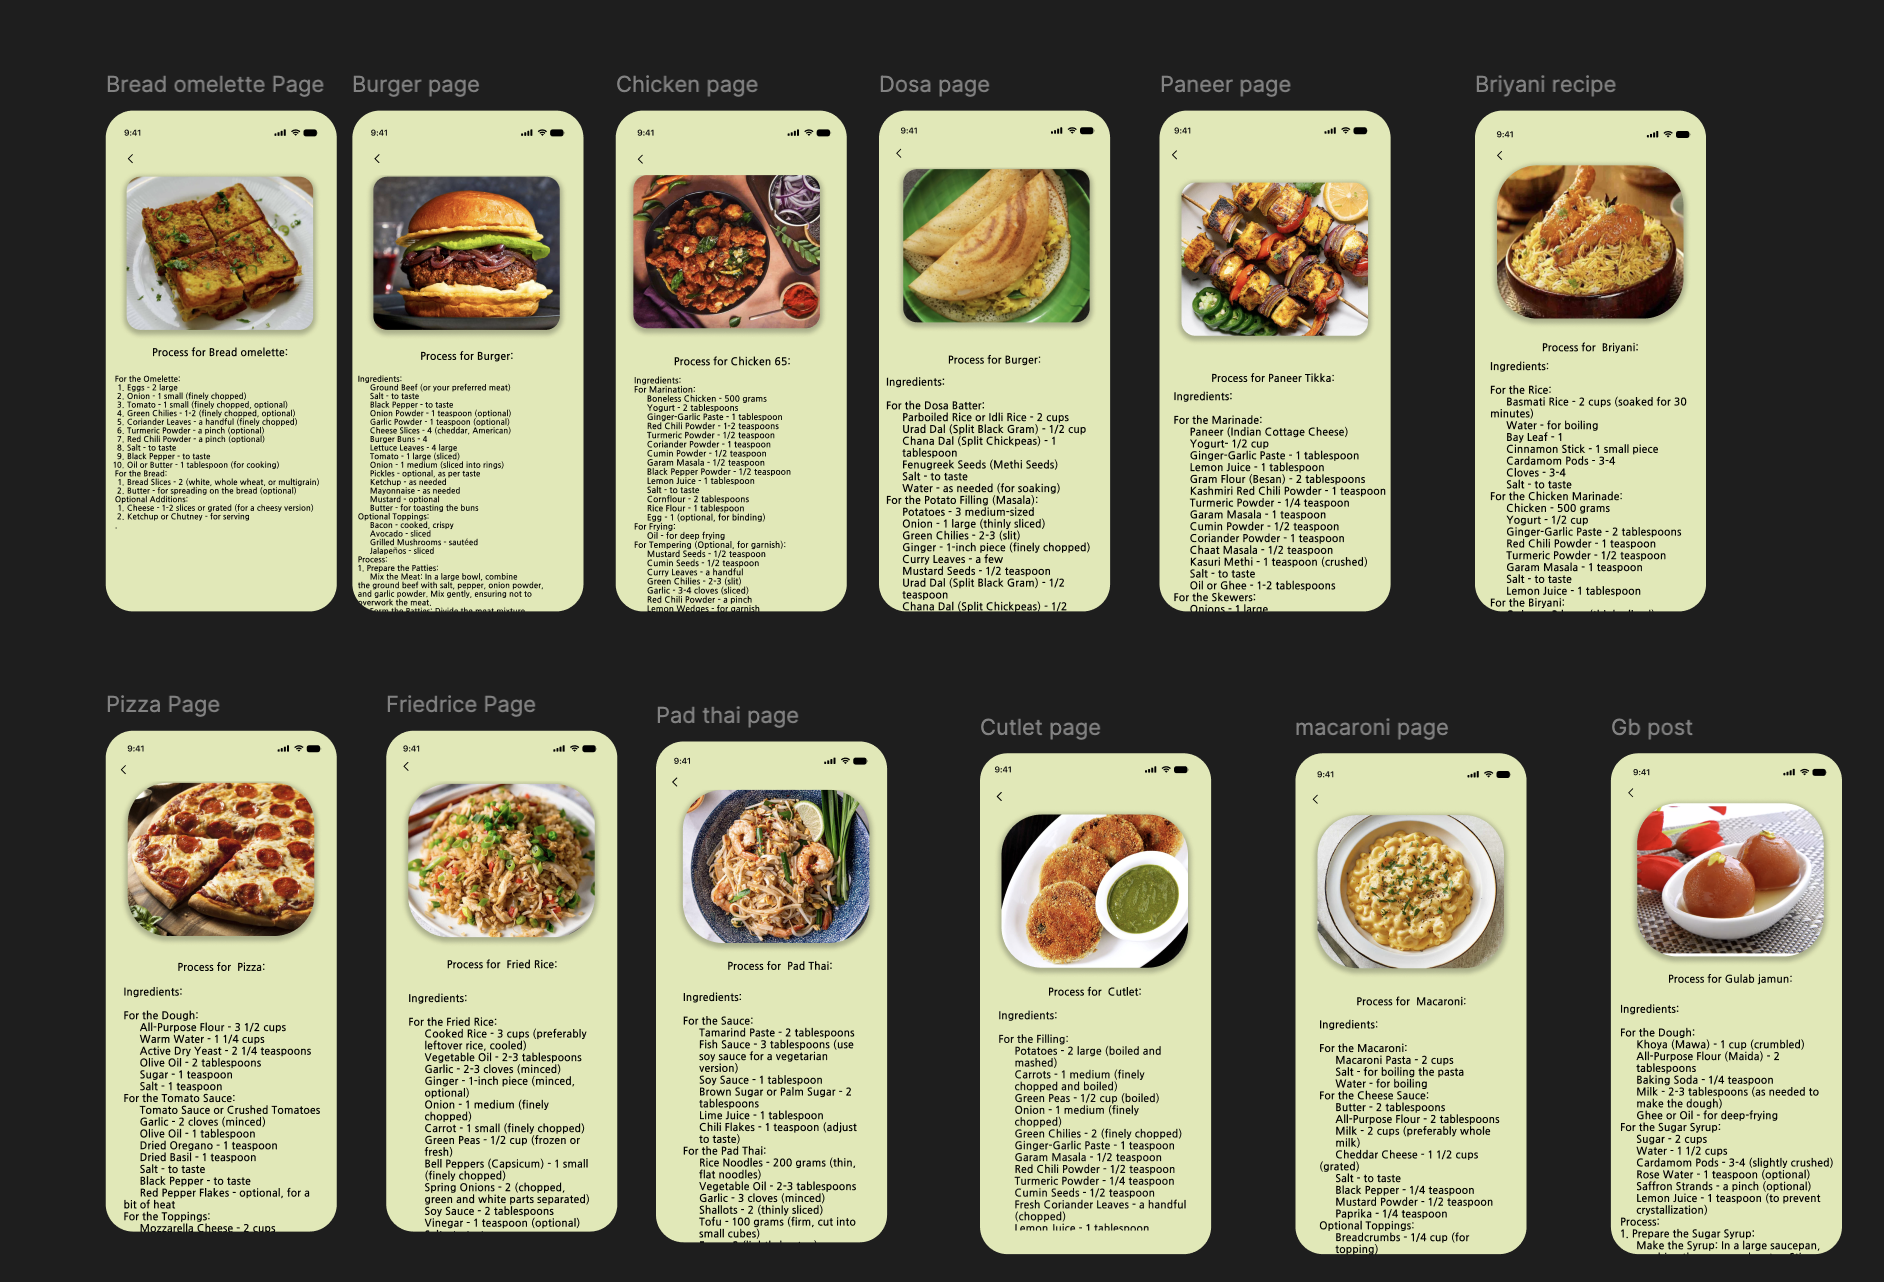 Bread omelette Page
9:41
Process for Bread omelette:
For the Omelette:
1. Eggs - 2 large
2. Onion - 1 small (finely chopped)
3. Tomato - 1 small (finely chopped, optional)
4. Green Chilies - 1-2 (finely chopped, optional)
5. Coriander Leaves - a handful (finely chopped)
6. Turmeric Powder - a pinch (optional)
7. Red Chili Powder - a pinch (optional)
8. Salt - to taste
9. Black Pepper - to taste
10. Oil or Butter - 1 tablespoon (for cooking)
For the Bread:
1. Bread Slices - 2 (white, whole wheat, or multigrain)
2. Butter - for spreading on the bread (optional)
Optional Additions:
1. Cheese - 1-2 slices or grated (for a cheesy version)
2. Ketchup or Chutney - for serving
.
Burger page
9:41
Process for Burger:
Ingredients:
Ground Beef (or your preferred meat)
Salt - to taste
Black Pepper - to taste
Onion Powder - 1 teaspoon (optional)
Garlic Powder - 1 teaspoon (optional)
Cheese Slices - 4 (cheddar, American)
Burger Buns - 4
Lettuce Leaves - 4 large
Tomato - 1 large (sliced)
Onion - 1 medium (sliced into rings)
Pickles - optional, as per taste
Ketchup - as needed
Mayonnaise - as needed
Mustard - optional
Butter - for toasting the buns
Optional Toppings:
Bacon - cooked, crispy
Avocado - sliced
Grilled Mushrooms - sautéed
Jalapeños - sliced
Process:
1. Prepare the Patties:
Mix the Meat: In a large bowl, combine
the ground beef with salt, pepper, onion powder,
and garlic powder. Mix gently, ensuring not to
overwork the meat.
Form the Patties: Divide the meat mixture
Chicken page
9:41
Process for Chicken 65:
Ingredients:
For Marination:
Boneless Chicken - 500 grams
Yogurt - 2 tablespoons
Ginger-Garlic Paste - 1 tablespoon
Red Chili Powder - 1-2 teaspoons
Turmeric Powder - 1/2 teaspoon
Coriander Powder - 1 teaspoon
Cumin Powder - 1/2 teaspoon
Garam Masala - 1/2 teaspoon
Black Pepper Powder - 1/2 teaspoon
Lemon Juice - 1 tablespoon
Salt - to taste
Cornflour - 2 tablespoons
Rice Flour - 1 tablespoon
Egg - 1 (optional, for binding)
For Frying:
Oil - for deep frying
For Tempering (Optional, for garnish):
Mustard Seeds - 1/2 teaspoon
Cumin Seeds - 1/2 teaspoon
Curry Leaves - a handful
Green Chilies - 2-3 (slit)
Garlic - 3-4 cloves (sliced)
Red Chili Powder - a pinch
Lemon Wedges - for garnish
Dosa page
9:41
Process for Burger:
Ingredients:
For the Dosa Batter:
Parboiled Rice or Idli Rice - 2 cups
Urad Dal (Split Black Gram) - 1/2 cup
Chana Dal (Split Chickpeas) - 1
tablespoon
Fenugreek Seeds (Methi Seeds)
Salt - to taste
Water - as needed (for soaking)
For the Potato Filling (Masala):
Potatoes - 3 medium-sized
Onion - 1 large (thinly sliced)
Green Chilies - 2-3 (slit)
Ginger - 1-inch piece (finely chopped)
Curry Leaves - a few
Mustard Seeds - 1/2 teaspoon
Urad Dal (Split Black Gram) - 1/2
teaspoon
Chana Dal (Split Chickpeas) - 1/2
Paneer page
9:41
Process for Paneer Tikka:
Ingredients:
For the Marinade:
Paneer (Indian Cottage Cheese)
Yogurt- 1/2 cup
Ginger-Garlic Paste - 1 tablespoon
Lemon Juice - 1 tablespoon
Gram Flour (Besan) - 2 tablespoons
Kashmiri Red Chili Powder - 1 teaspoon
Turmeric Powder - 1/4 teaspoon
Garam Masala - 1 teaspoon
Cumin Powder - 1/2 teaspoon
Coriander Powder - 1 teaspoon
Chaat Masala - 1/2 teaspoon
Kasuri Methi - 1 teaspoon (crushed)
Salt - to taste
Oil or Ghee - 1-2 tablespoons
For the Skewers:
Onions - 1 large
Briyani recipe
9:41
Process for Briyani:
Ingredients:
For the Rice:
Basmati Rice - 2 cups (soaked for 30
minutes)
Water - for boiling
Bay Leaf - 1
Cinnamon Stick - 1 small piece
Cardamom Pods - 3-4
Cloves - 3-4
Salt - to taste
For the Chicken Marinade:
Chicken - 500 grams
Yogurt - 1/2 cup
Ginger-Garlic Paste - 2 tablespoons
Red Chili Powder - 1 teaspoon
Turmeric Powder - 1/2 teaspoon
Garam Masala - 1 teaspoon
Salt - to taste
Lemon Juice - 1 tablespoon
For the Biryani:
Pizza Page
9:41
Process for Pizza:
Ingredients:
For the Dough:
All-Purpose Flour - 3 1/2 cups
Warm Water - 1 1/4 cups
Active Dry Yeast - 2 1/4 teaspoons
Olive Oil - 2 tablespoons
Sugar - 1 teaspoon
Salt - 1 teaspoon
For the Tomato Sauce:
Tomato Sauce or Crushed Tomatoes
Garlic - 2 cloves (minced)
Olive Oil - 1 tablespoon
Dried Oregano - 1 teaspoon
Dried Basil - 1 teaspoon
Salt - to taste
Black Pepper - to taste
Red Pepper Flakes - optional, for a
bit of heat
For the Toppings:
Mozzarella Cheese - 2 cups
Friedrice Page
9:41
Process for Fried Rice:
Ingredients:
For the Fried Rice:
Cooked Rice - 3 cups (preferably
leftover rice, cooled)
Vegetable Oil - 2-3 tablespoons
Garlic - 2-3 cloves (minced)
Ginger - 1-inch piece (minced,
optional)
Onion - 1 medium (finely
chopped)
Carrot - 1 small (finely chopped)
Green Peas - 1/2 cup (frozen or
fresh)
Bell Peppers (Capsicum) - 1 small
(finely chopped)
Spring Onions - 2 (chopped,
green and white parts separated)
Soy Sauce - 2 tablespoons
Vinegar - 1 teaspoon (optional)
Pad thai page
9:41
Process for Pad Thai:
Ingredients:
For the Sauce:
Tamarind Paste - 2 tablespoons
Fish Sauce - 3 tablespoons (use
soy sauce for a vegetarian
version)
Soy Sauce - 1 tablespoon
Brown Sugar or Palm Sugar - 2
tablespoons
Lime Juice - 1 tablespoon
Chili Flakes - 1 teaspoon (adjust
to taste)
For the Pad Thai:
Rice Noodles - 200 grams (thin,
flat noodles)
Vegetable Oil - 2-3 tablespoons
Garlic - 3 cloves (minced)
Shallots - 2 (thinly sliced)
Tofu - 100 grams (firm, cut into
small cubes)
Cutlet page
9:41
Process for Cutlet:
Ingredients:
For the Filling:
Potatoes - 2 large (boiled and
mashed)
Carrots - 1 medium (finely
chopped and boiled)
Green Peas - 1/2 cup (boiled)
Onion - 1 medium (finely
chopped)
Green Chilies - 2 (finely chopped)
Ginger-Garlic Paste - 1 teaspoon
Garam Masala - 1/2 teaspoon
Red Chili Powder - 1/2 teaspoon
Turmeric Powder - 1/4 teaspoon
Cumin Seeds - 1/2 teaspoon
Fresh Coriander Leaves - a handful
(chopped)
Lemon Juice - 1 tablespoon
macaroni page
9:41
Process for Macaroni:
Ingredients:
For the Macaroni:
Macaroni Pasta - 2 cups
Salt - for boiling the pasta
Water - for boiling
For the Cheese Sauce:
Butter - 2 tablespoons
All-Purpose Flour - 2 tablespoons
Milk - 2 cups (preferably whole
milk)
Cheddar Cheese - 1 1/2 cups
(grated)
Salt - to taste
Black Pepper - 1/4 teaspoon
Mustard Powder - 1/2 teaspoon
Paprika - 1/4 teaspoon
Optional Toppings:
Breadcrumbs - 1/4 cup (for
topping)
Gb post
9:41
Process for Gulab jamun:
Ingredients:
For the Dough:
Khoya (Mawa) - 1 cup (crumbled)
All-Purpose Flour (Maida) - 2
tablespoons
Baking Soda - 1/4 teaspoon
Milk - 2-3 tablespoons (as needed to
make the dough)
Ghee or Oil - for deep-frying
For the Sugar Syrup:
Sugar - 2 cups
Water - 1 1/2 cups
Cardamom Pods - 3-4 (slightly crushed)
Rose Water - 1 teaspoon (optional)
Saffron Strands - a pinch (optional)
Lemon Juice - 1 teaspoon (to prevent
crystallization)
Process:
1. Prepare the Sugar Syrup:
Make the Syrup: In a large saucepan,